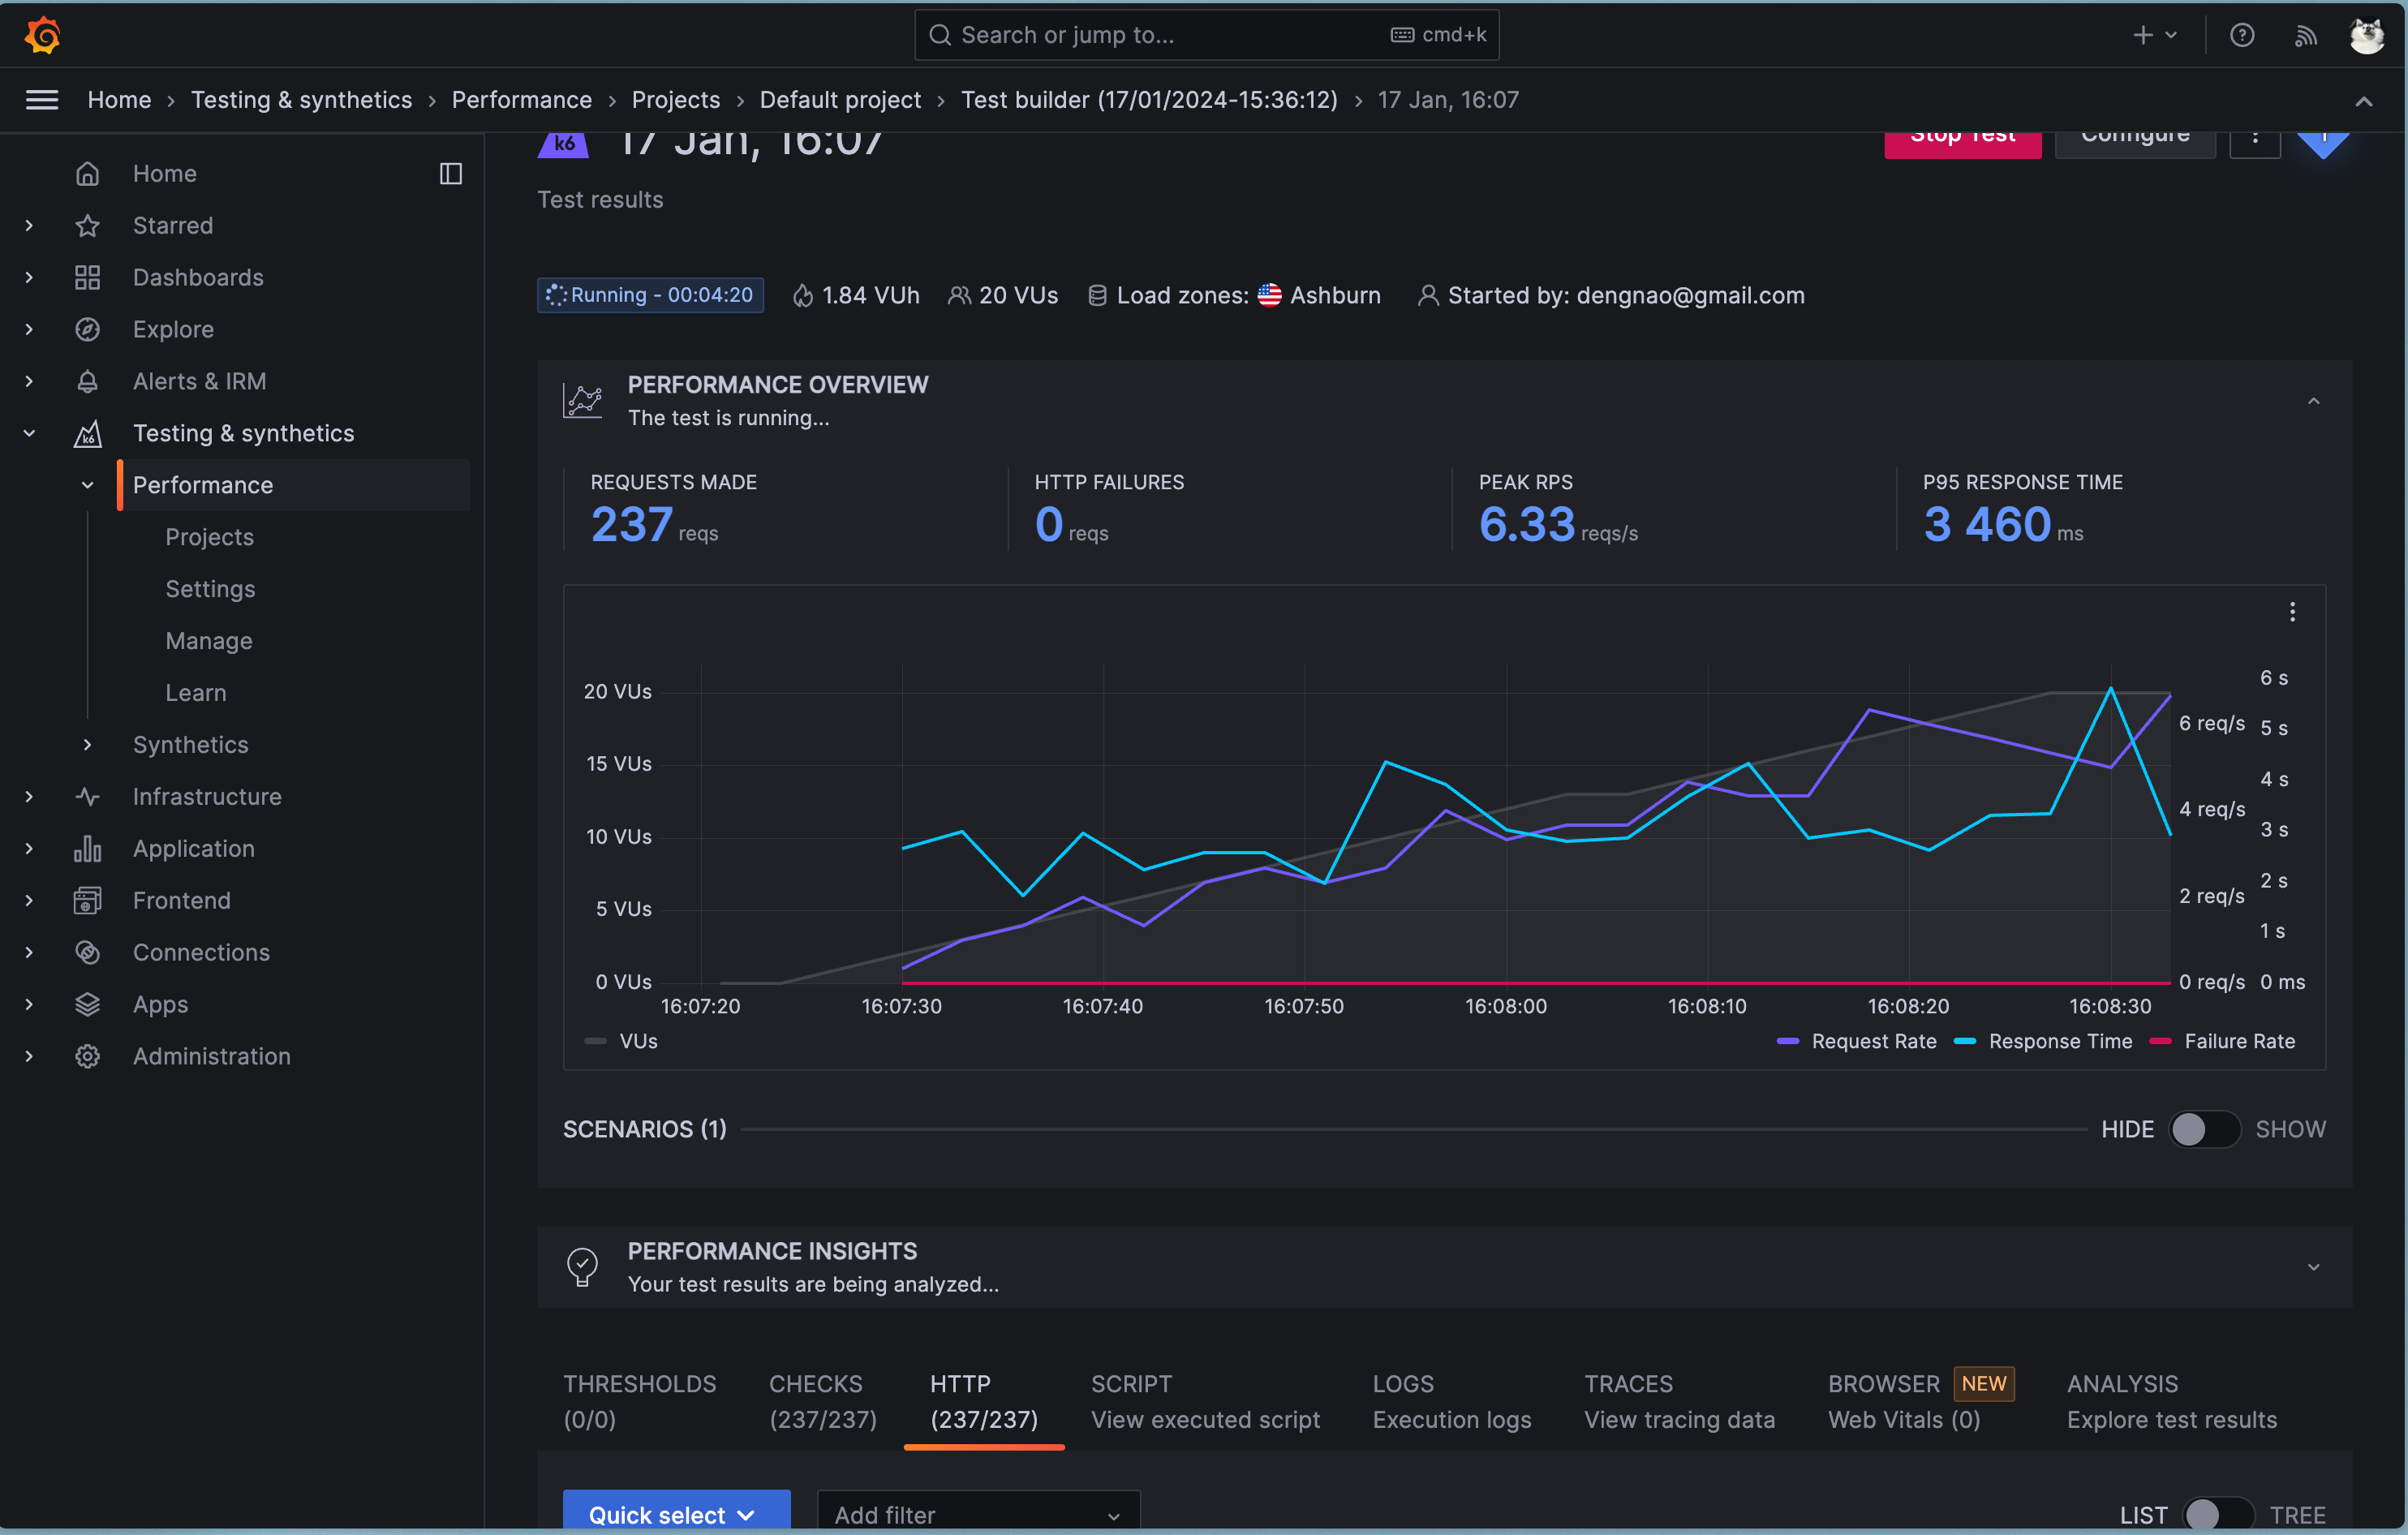 Search or jump to...
cmd+k
Home › Testing & synthetics › Performance › Projects › Default project › Test builder (17/01/2024-15:36:12) › 17 Jan, 16:07
Home
Starred
Dashboards
Explore
Alerts & IRM
k6
Testing & synthetics
Performance
Projects
Settings
Manage
Learn
Synthetics
Infrastructure
Application
Frontend
Connections
Apps
Administration
k6
17 Jan, 16:07
Stop Test
Configure
Test results
Running - 00:04:20
1.84 VUh
20 VUs
Load zones: Ashburn
Started by: dengnao@gmail.com
PERFORMANCE OVERVIEW
The test is running...
REQUESTS MADE
237 reqs
HTTP FAILURES
0 reqs
PEAK RPS
6.33 reqs/s
P95 RESPONSE TIME
3 460 ms
20 VUs
15 VUs
10 VUs
5 VUs
0 VUs
6 req/s
4 req/s
2 req/s
0 req/s
6 s
5 s
4 s
3 s
2 s
1 s
0 ms
16:07:20
16:07:30
16:07:40
16:07:50
16:08:00
16:08:10
16:08:20
16:08:30
VUs
Request Rate
Response Time
Failure Rate
SCENARIOS (1)
HIDE
SHOW
PERFORMANCE INSIGHTS
Your test results are being analyzed...
THRESHOLDS
(0/0)
CHECKS
(237/237)
HTTP
(237/237)
SCRIPT
View executed script
LOGS
Execution logs
TRACES
View tracing data
BROWSER NEW
Web Vitals (0)
ANALYSIS
Explore test results
Quick select
Add filter
LIST
TREE